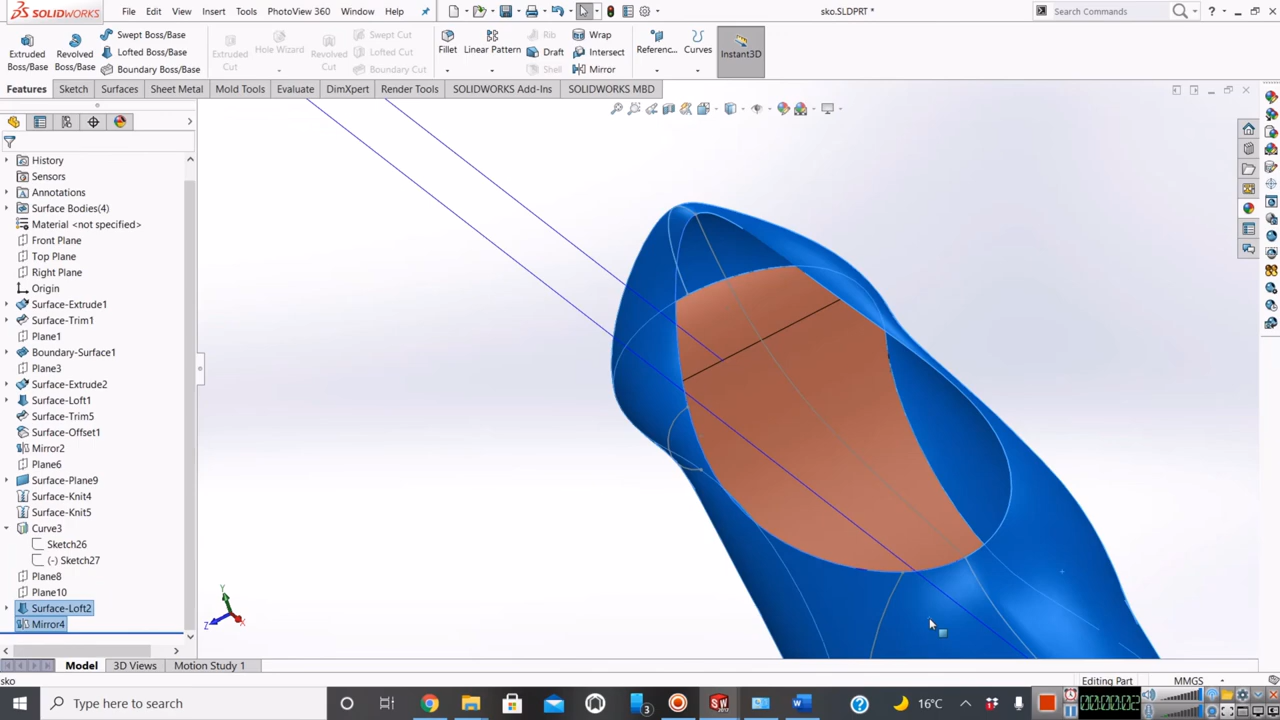 SOLIDWORKS File Edit View Insert Tools PhotoView 360 Window Help sko.SLDPRT * Search Commands ?
Extruded Boss/Base
Revolved Boss/Base
Swept Boss/Base
Lofted Boss/Base
Boundary Boss/Base
Extruded Cut
Hole Wizard
Revolved Cut
Swept Cut
Lofted Cut
Boundary Cut
Fillet
Linear Pattern
Rib
Draft
Shell
Wrap
Intersect
Mirror
Referenc...
Curves
Instant3D
Features Sketch Surfaces Sheet Metal Mold Tools Evaluate DimXpert Render Tools SOLIDWORKS Add-Ins SOLIDWORKS MBD
History
Sensors
Annotations
Surface Bodies(4)
Material <not specified>
Front Plane
Top Plane
Right Plane
Origin
Surface-Extrude1
Surface-Trim1
Plane1
Boundary-Surface1
Plane3
Surface-Extrude2
Surface-Loft1
Surface-Trim5
Surface-Offset1
Mirror2
Plane6
Surface-Plane9
Surface-Knit4
Surface-Knit5
Curve3
Sketch26
(-) Sketch27
Plane8
Plane10
Surface-Loft2
Mirror4
Y
Z X
Model 3D Views Motion Study 1
sko Editing Part MMGS
Type here to search 3 SW 2017 W ? 16°C